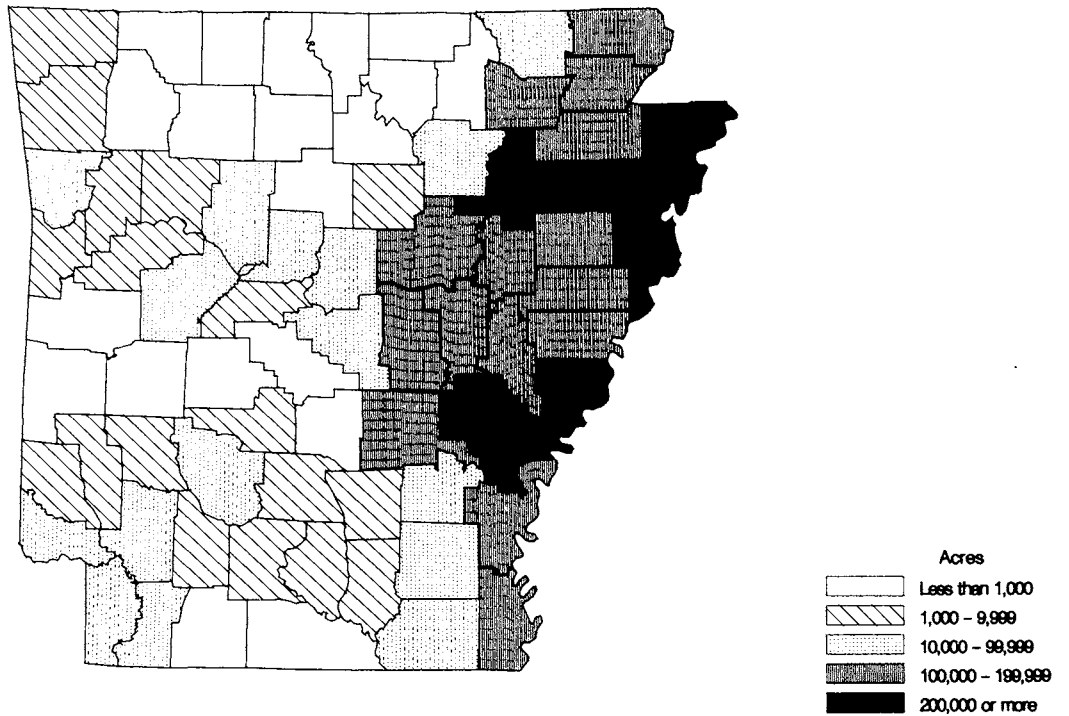 Acres
Less than 1,000
1,000 - 9,999
10,000 - 99,999
100,000 - 199,999
200,000 or more